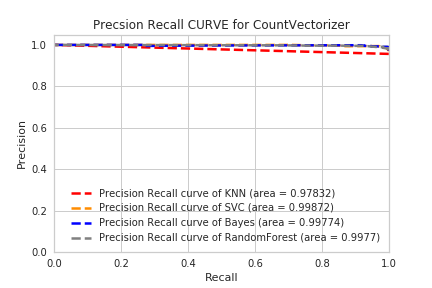 Precsion Recall CURVE for CountVectorizer
1.0
0.8
0.6
0.4
0.2
0.0
Precision
Precision Recall curve of KNN (area = 0.97832)
Precision Recall curve of SVC (area = 0.99872)
Precision Recall curve of Bayes (area = 0.99774)
Precision Recall curve of RandomForest (area = 0.9977)
0.0 0.2 0.4 0.6 0.8 1.0
Recall